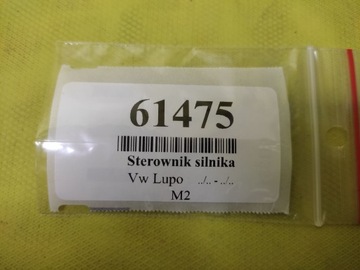 61475
Sterownik silnika
Vw Lupo ../.. - ../..
M2